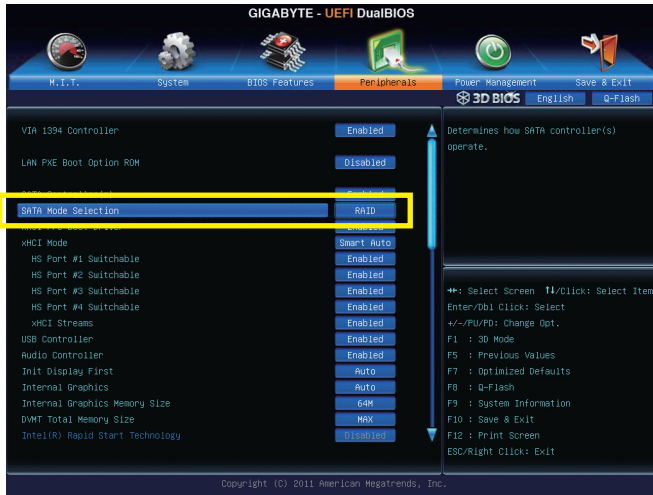 GIGABYTE - UEFI DualBIOS
M.I.T.
System
BIOS Features
Peripherals
Power Management
Save & Exit
3D BIOS
English
Q-Flash
VIA 1394 Controller Enabled
LAN PXE Boot Option ROM Disabled
SATA Mode Selection RAID
xHCI Mode Smart Auto
HS Port #1 Switchable Enabled
HS Port #2 Switchable Enabled
HS Port #3 Switchable Enabled
HS Port #4 Switchable Enabled
xHCI Streams Enabled
USB Controller Enabled
Audio Controller Enabled
Init Display First Auto
Internal Graphics Auto
Internal Graphics Memory Size 64M
DVMT Total Memory Size MAX
Intel(R) Rapid Start Technology Disabled
Determines how SATA controller(s)
operate.
→←: Select Screen ↑↓/Click: Select Item
Enter/Dbl Click: Select
+/-/PU/PD: Change Opt.
F1 : 3D Mode
F5 : Previous Values
F7 : Optimized Defaults
F8 : Q-Flash
F9 : System Information
F10 : Save & Exit
F12 : Print Screen
ESC/Right Click: Exit
Copyright (C) 2011 American Megatrends, Inc.